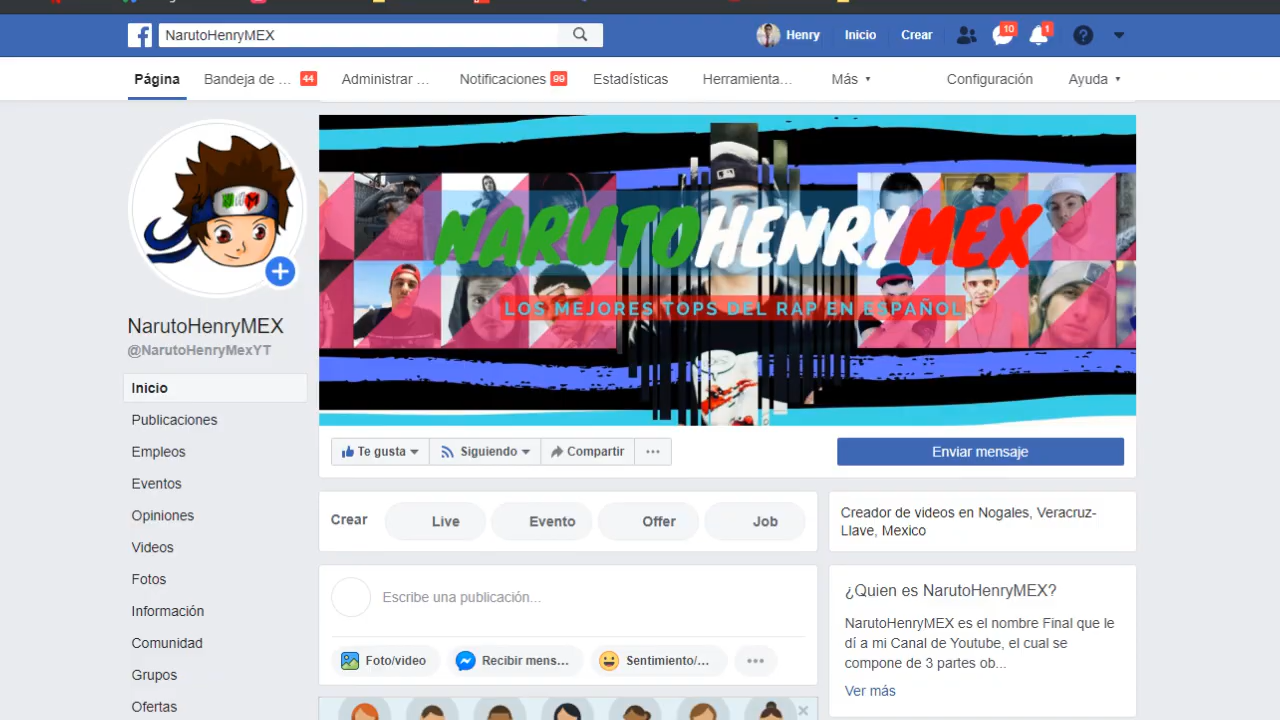 NarutoHenryMEX
Henry
Inicio
Crear
10
1
Página
Bandeja de ...
44
Administrar ...
Notificaciones
99
Estadísticas
Herramienta...
Más
Configuración
Ayuda
NARUTOHENRYMEX
LOS MEJORES TOPS DEL RAP EN ESPAÑOL
NarutoHenryMEX
@NarutoHenryMexYT
Inicio
Publicaciones
Empleos
Eventos
Opiniones
Videos
Fotos
Información
Comunidad
Grupos
Ofertas
Te gusta
Siguiendo
Compartir
Enviar mensaje
Crear
Live
Evento
Offer
Job
Escribe una publicación...
Foto/video
Recibir mens...
Sentimiento/...
Creador de videos en Nogales, Veracruz-
Llave, Mexico
¿Quien es NarutoHenryMEX?
NarutoHenryMEX es el nombre Final que le
dí a mi Canal de Youtube, el cual se
compone de 3 partes ob...
Ver más